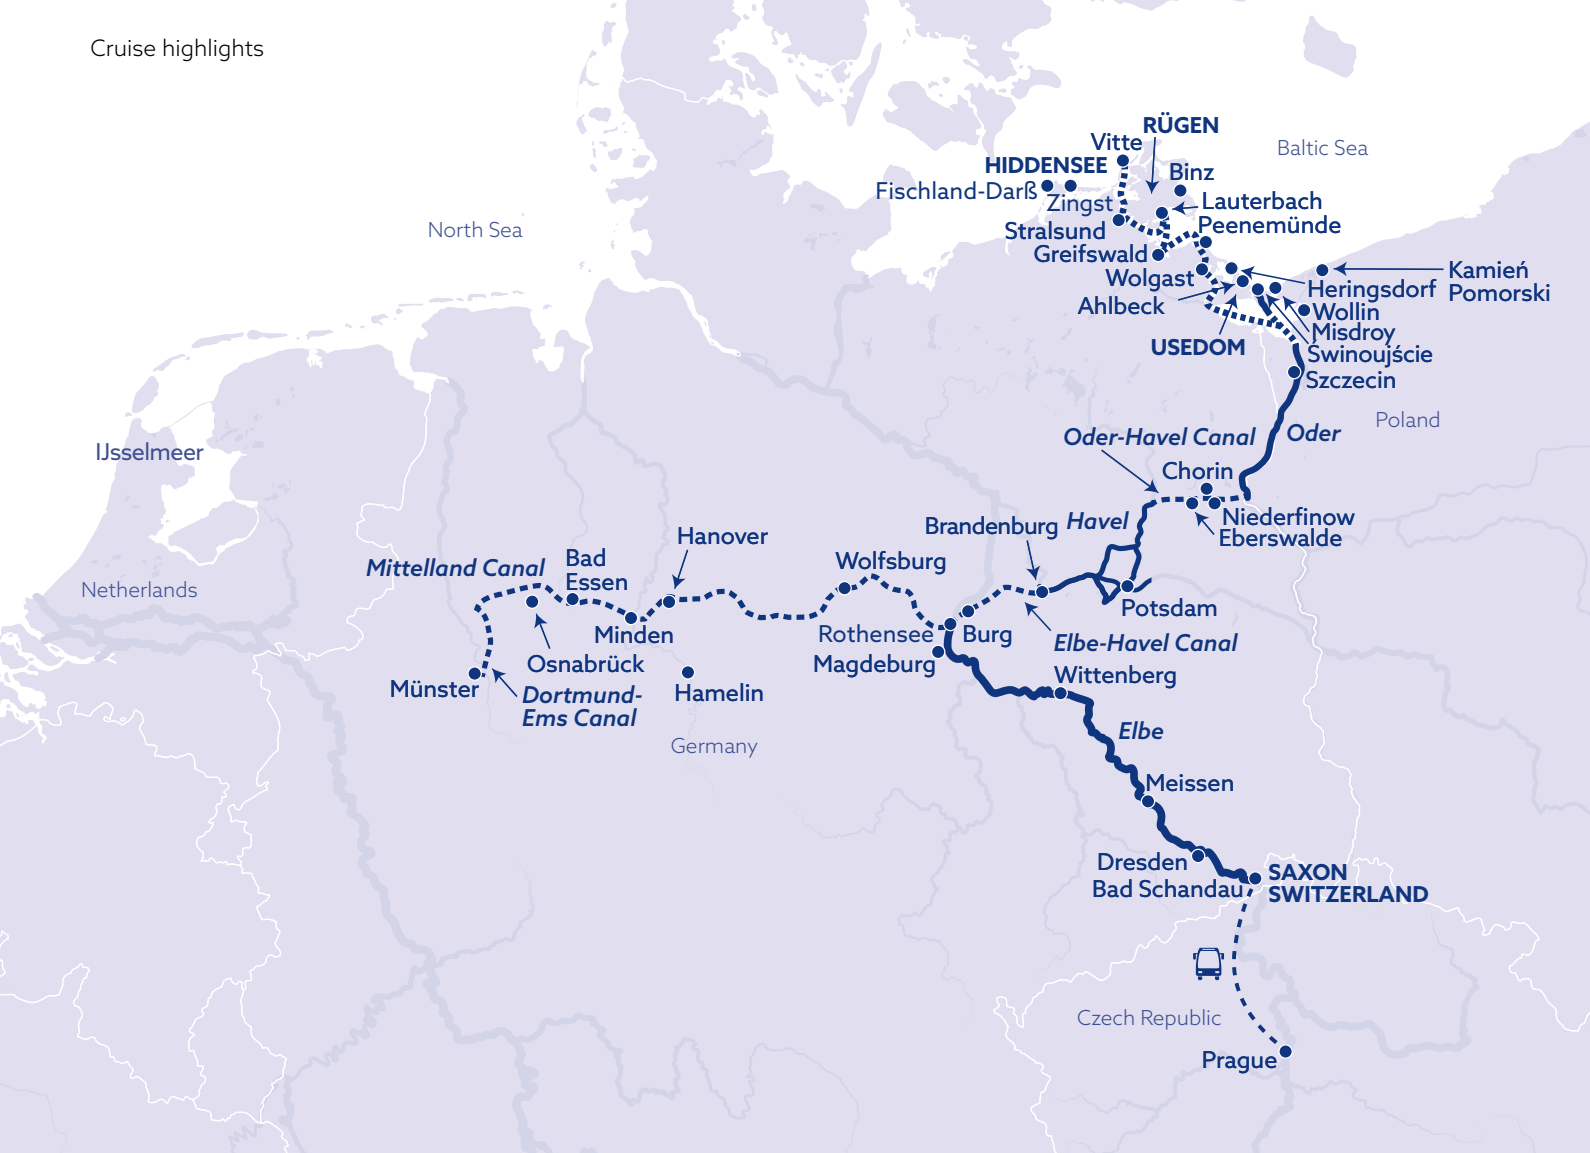 Cruise highlights
RÜGEN
Vitte
Baltic Sea
HIDDENSEE
Binz
Fischland-Darß
Zingst
Lauterbach
North Sea
Stralsund
Peenemünde
Greifswald
Wolgast
Kamień
Pomorski
Heringsdorf
Ahlbeck
Wollin
Misdroy
USEDOM
Świnoujście
Szczecin
Poland
Oder-Havel Canal
Oder
IJsselmeer
Chorin
Niederfinow
Eberswalde
Brandenburg
Havel
Hanover
Mittelland Canal
Bad
Essen
Wolfsburg
Netherlands
Potsdam
Minden
Rothensee
Burg
Elbe-Havel Canal
Osnabrück
Magdeburg
Wittenberg
Münster
Dortmund-
Ems Canal
Hamelin
Elbe
Germany
Meissen
Dresden
SAXON
SWITZERLAND
Bad Schandau
Czech Republic
Prague